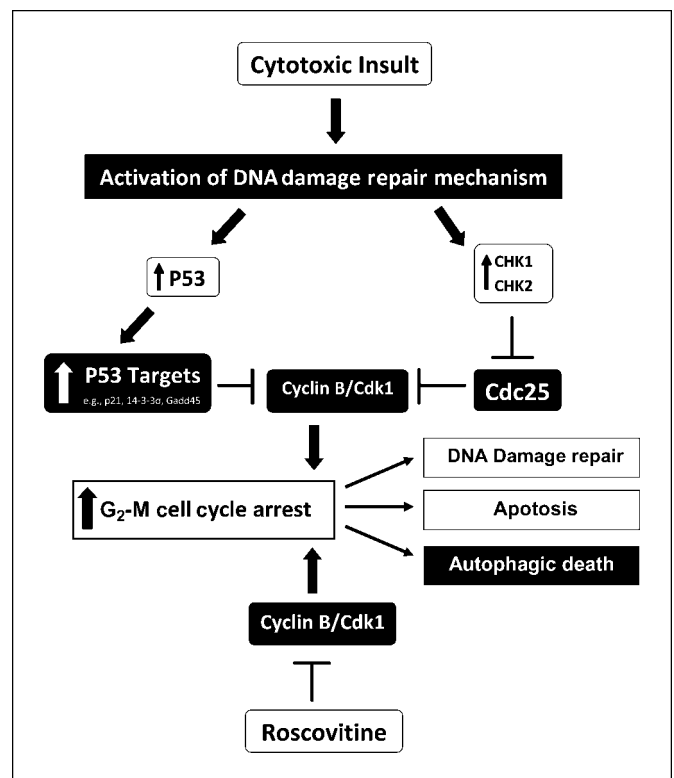 Cytotoxic Insult
Activation of DNA damage repair mechanism
P53
CHK1
CHK2
P53 Targets
e.g., p21, 14-3-3σ, Gadd45
Cyclin B/Cdk1
Cdc25
DNA Damage repair
G₂-M cell cycle arrest
Apotosis
Autophagic death
Cyclin B/Cdk1
Roscovitine